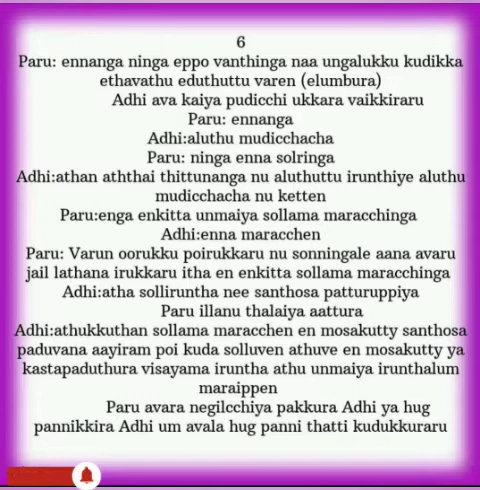 6
Paru: ennanga ninga eppo vanthinga naa ungalukku kudikka
ethavathu eduthuttu varen (elumbura)
Adhi ava kaiya pudicchi ukkara vaikkiraru
Paru: ennanga
Adhi:aluthu mudicchacha
Paru: ninga enna solringa
Adhi:athan aththai thittunanga nu aluthuttu irunthiye aluthu
mudicchacha nu ketten
Paru:enga enkitta unmaiya sollama maracchinga
Adhi:enna maracchen
Paru: Varun oorukku poirukkaru nu sonningale aana avaru
jail lathana irukkaru itha en enkitta sollama maracchinga
Adhi:atha solliruntha nee santhosa patturuppiya
Paru illanu thalaiya aattura
Adhi:athukkuthan sollama maracchen en mosakutty santhosa
paduvana aayiram poi kuda solluven athuve en mosakutty ya
kastapaduthura visayama iruntha athu unmaiya irunthalum
maraippen
Paru avara negilcchiya pakkura Adhi ya hug
pannikkira Adhi um avala hug panni thatti kudukkuraru